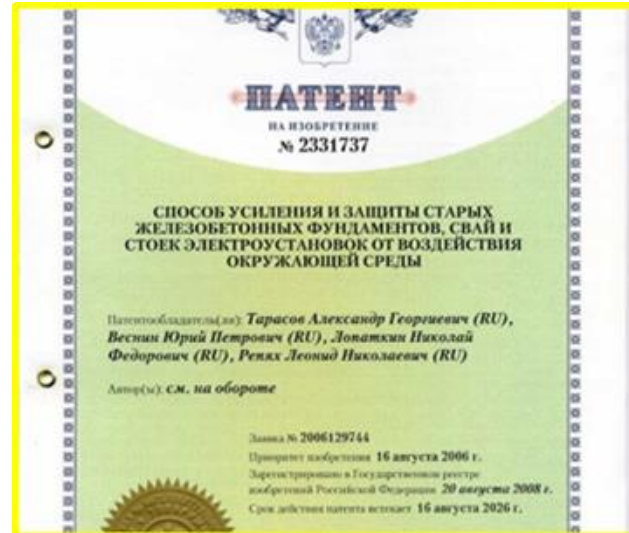 ПАТЕНТ
НА ИЗОБРЕТЕНИЕ
№ 2331737
СПОСОБ УСИЛЕНИЯ И ЗАЩИТЫ СТАРЫХ
ЖЕЛЕЗОБЕТОННЫХ ФУНДАМЕНТОВ, СВАЙ И
СТОЕК ЭЛЕКТРОУСТАНОВОК ОТ ВОЗДЕЙСТВИЯ
ОКРУЖАЮЩЕЙ СРЕДЫ
Патентообладатель(ли): Тарасов Александр Георгиевич (RU),
Веснин Юрий Петрович (RU), Лопаткин Николай
Федорович (RU), Репях Леонид Николаевич (RU)
Автор(ы): см. на обороте
Заявка № 2006129744
Приоритет изобретения 16 августа 2006 г.
Зарегистрировано в Государственном реестре
изобретений Российской Федерации 20 августа 2008 г.
Срок действия патента истекает 16 августа 2026 г.